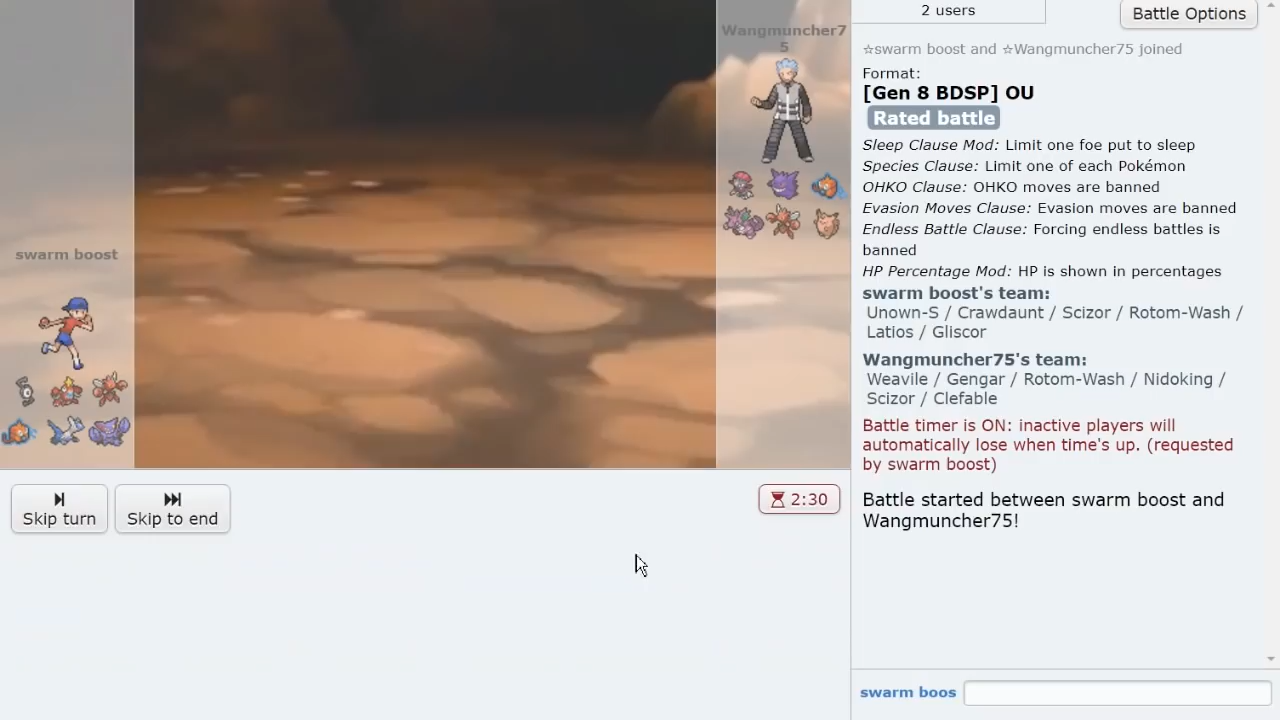 2 users
Battle Options
Wangmuncher7
5
swarm boost
☆swarm boost and ☆Wangmuncher75 joined
Format:
[Gen 8 BDSP] OU
Rated battle
Sleep Clause Mod: Limit one foe put to sleep
Species Clause: Limit one of each Pokémon
OHKO Clause: OHKO moves are banned
Evasion Moves Clause: Evasion moves are banned
Endless Battle Clause: Forcing endless battles is
banned
HP Percentage Mod: HP is shown in percentages
swarm boost's team:
Unown-S / Crawdaunt / Scizor / Rotom-Wash /
Latios / Gliscor
Wangmuncher75's team:
Weavile / Gengar / Rotom-Wash / Nidoking /
Scizor / Clefable
Battle timer is ON: inactive players will
automatically lose when time's up. (requested
by swarm boost)
Battle started between swarm boost and
Wangmuncher75!
Skip turn
Skip to end
2:30
swarm boos